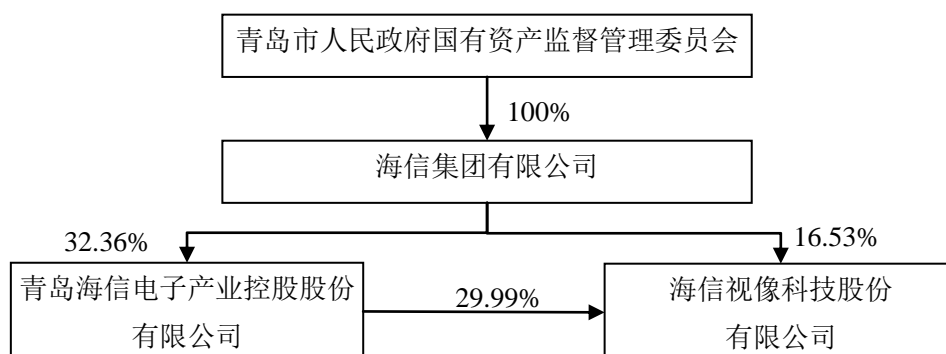 青岛市人民政府国有资产监督管理委员会
100%
海信集团有限公司
32.36%
16.53%
青岛海信电子产业控股股份
有限公司
29.99%
海信视像科技股份
有限公司